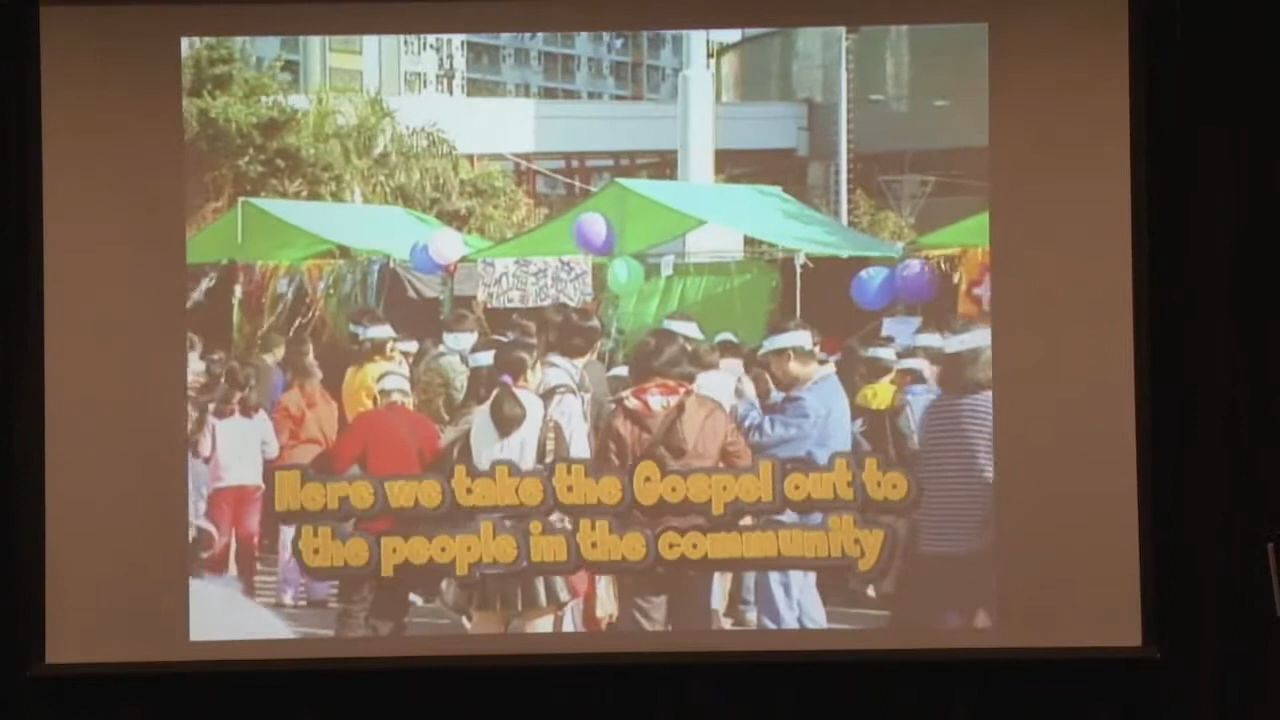 Here we take the Gospel out to
the people in the community